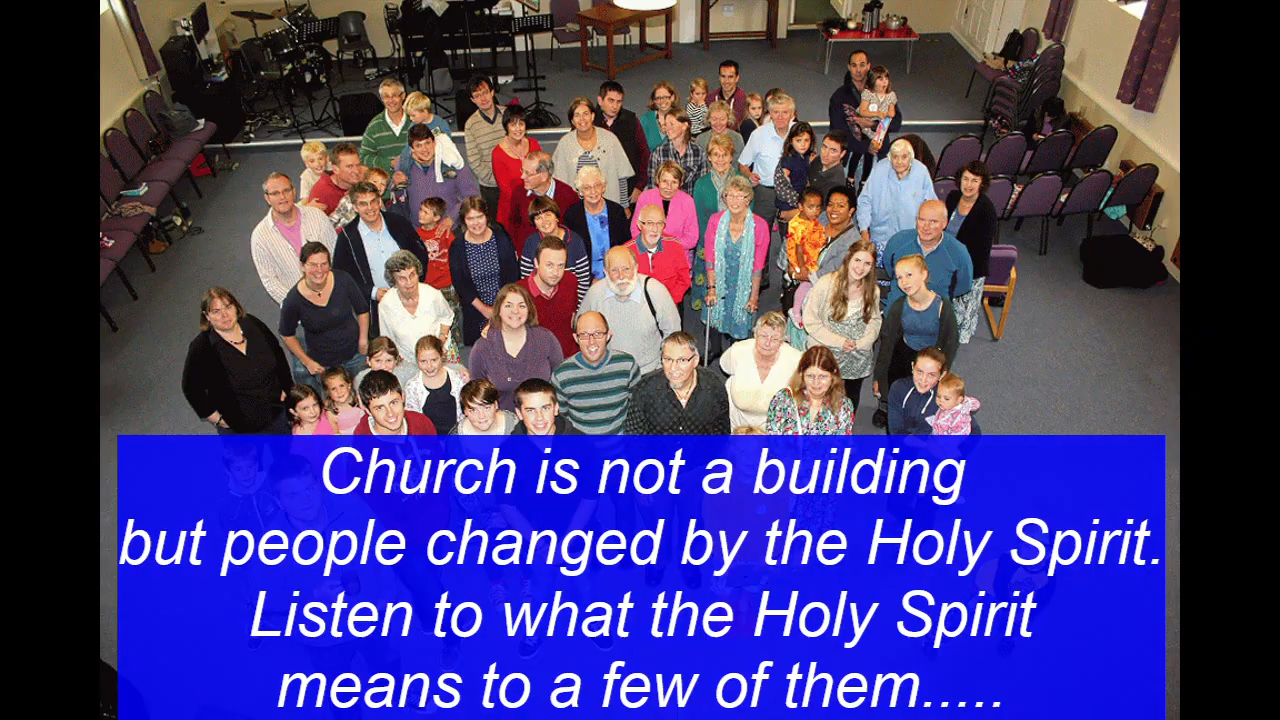 Church is not a building
but people changed by the Holy Spirit.
Listen to what the Holy Spirit
means to a few of them.....